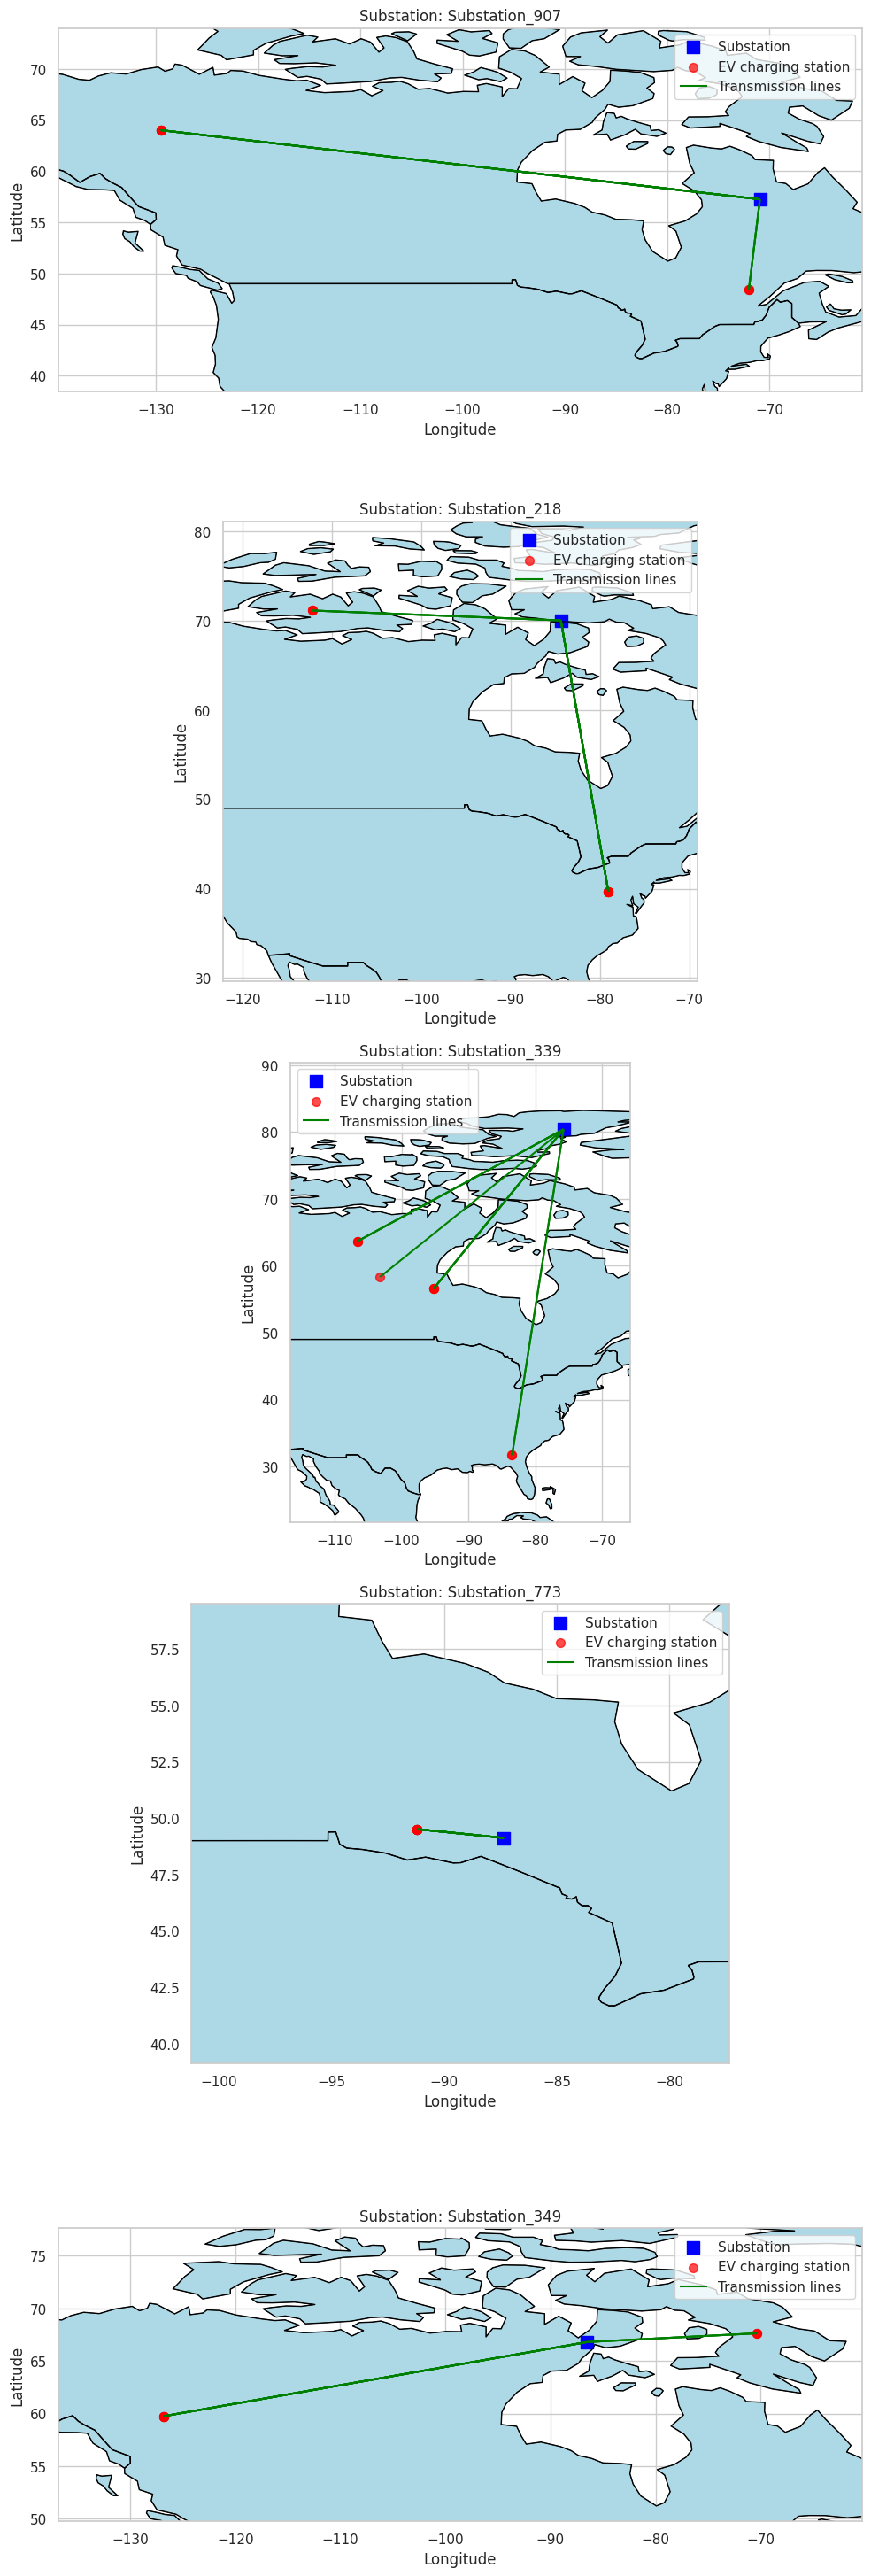 Substation: Substation_907
Substation
EV charging station
Transmission lines
70
65
60
55
50
45
40
Latitude
−130 −120 −110 −100 −90 −80 −70
Longitude
Substation: Substation_218
Substation
EV charging station
Transmission lines
80
70
60
50
40
30
Latitude
−120 −110 −100 −90 −80 −70
Longitude
Substation: Substation_339
Substation
EV charging station
Transmission lines
90
80
70
60
50
40
30
Latitude
−110 −100 −90 −80 −70
Longitude
Substation: Substation_773
Substation
EV charging station
Transmission lines
57.5
55.0
52.5
50.0
47.5
45.0
42.5
40.0
Latitude
−100 −95 −90 −85 −80
Longitude
Substation: Substation_349
Substation
EV charging station
Transmission lines
75
70
65
60
55
50
Latitude
−130 −120 −110 −100 −90 −80 −70
Longitude